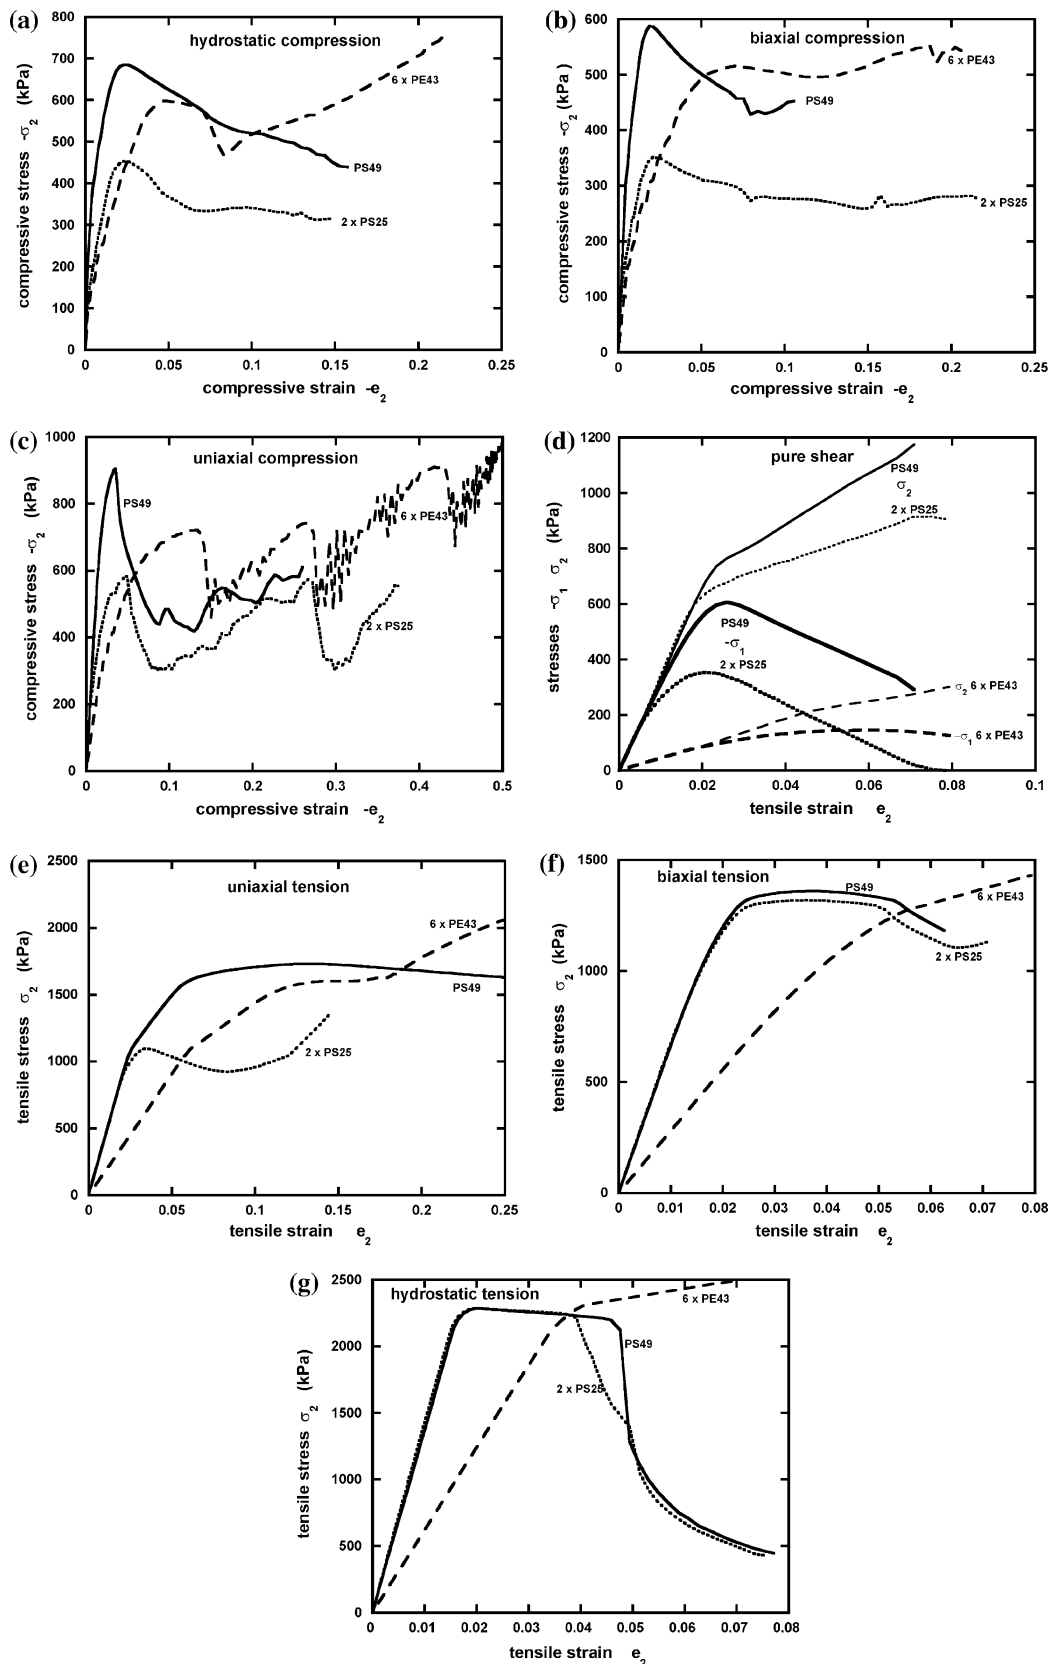 (a)
hydrostatic compression
compressive stress -σ2 (kPa)
800
700
600
500
400
300
200
100
0
6 x PE43
PS49
2 x PS25
0 0.05 0.1 0.15 0.2 0.25
compressive strain -e2
(b)
biaxial compression
compressive stress -σ2 (kPa)
600
500
400
300
200
100
0
6 x PE43
PS49
2 x PS25
0 0.05 0.1 0.15 0.2 0.25
compressive strain -e2
(c)
uniaxial compression
compressive stress -σ2 (kPa)
1000
800
600
400
200
0
PS49
6 x PE43
2 x PS25
0 0.1 0.2 0.3 0.4 0.5
compressive strain -e2
(d)
pure shear
stresses -σ1 σ2 (kPa)
1200
1000
800
600
400
200
0
PS49
σ2
2 x PS25
PS49
-σ1
2 x PS25
σ2 6 x PE43
-σ1 6 x PE43
0 0.02 0.04 0.06 0.08 0.1
tensile strain e2
(e)
uniaxial tension
tensile stress σ2 (kPa)
2500
2000
1500
1000
500
0
6 x PE43
PS49
2 x PS25
0 0.05 0.1 0.15 0.2 0.25
tensile strain e2
(f)
biaxial tension
tensile stress σ2 (kPa)
1500
1000
500
0
PS49
6 x PE43
2 x PS25
0 0.01 0.02 0.03 0.04 0.05 0.06 0.07 0.08
tensile strain e2
(g)
hydrostatic tension
tensile stress σ2 (kPa)
2500
2000
1500
1000
500
0
6 x PE43
PS49
2 x PS25
0 0.01 0.02 0.03 0.04 0.05 0.06 0.07 0.08
tensile strain e2